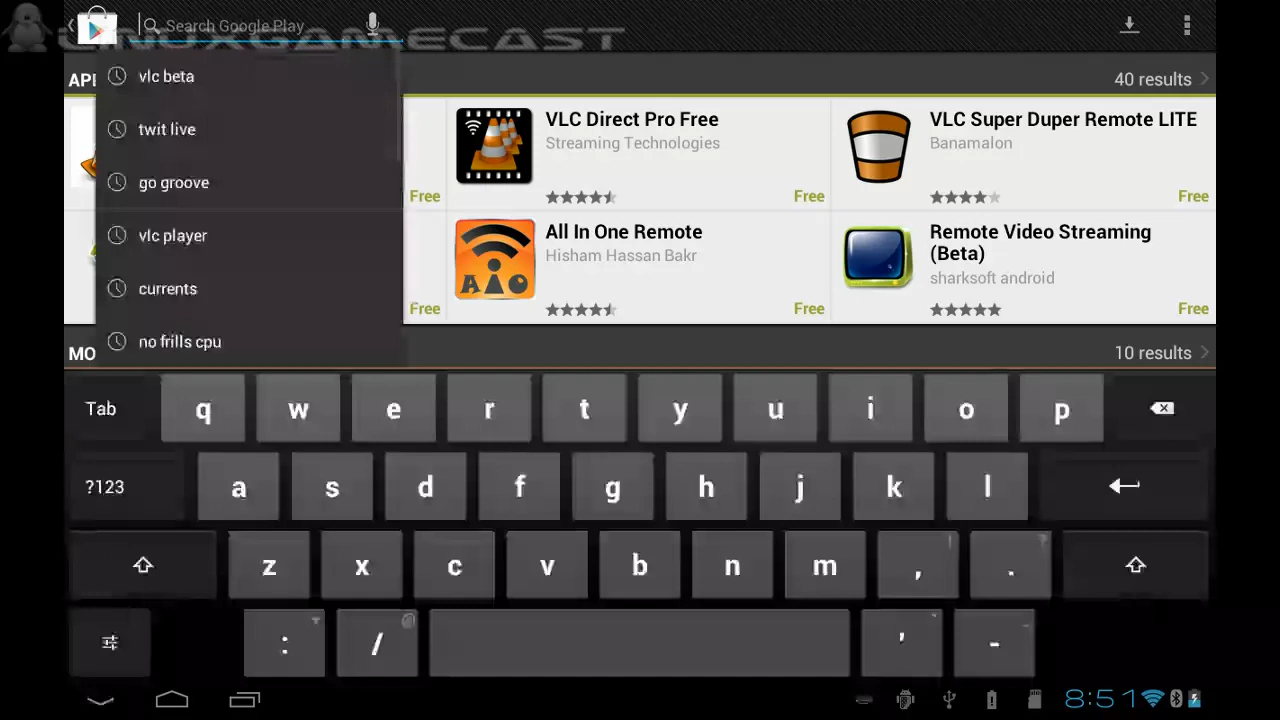 LINUXGAMECAST
Search Google Play
vlc beta
twit live
go groove
vlc player
currents
no frills cpu
40 results
Free
VLC Direct Pro Free
Streaming Technologies
Free
VLC Super Duper Remote LITE
Banamalon
Free
Free
All In One Remote
Hisham Hassan Bakr
Free
AIO
Remote Video Streaming
(Beta)
sharksoft android
Free
MO
10 results
Tab q w e r t y u i o p
?123 a s d f g h j k l
z x c v b n m , .
: / ' -
8:51